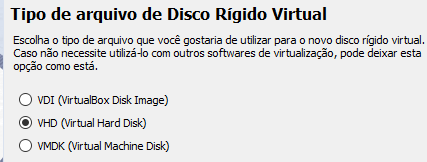 Tipo de arquivo de Disco Rígido Virtual
Escolha o tipo de arquivo que você gostaria de utilizar para o novo disco rígido virtual.
Caso não necessite utilizá-lo com outros softwares de virtualização, pode deixar esta
opção como está.
VDI (VirtualBox Disk Image)
VHD (Virtual Hard Disk)
VMDK (Virtual Machine Disk)